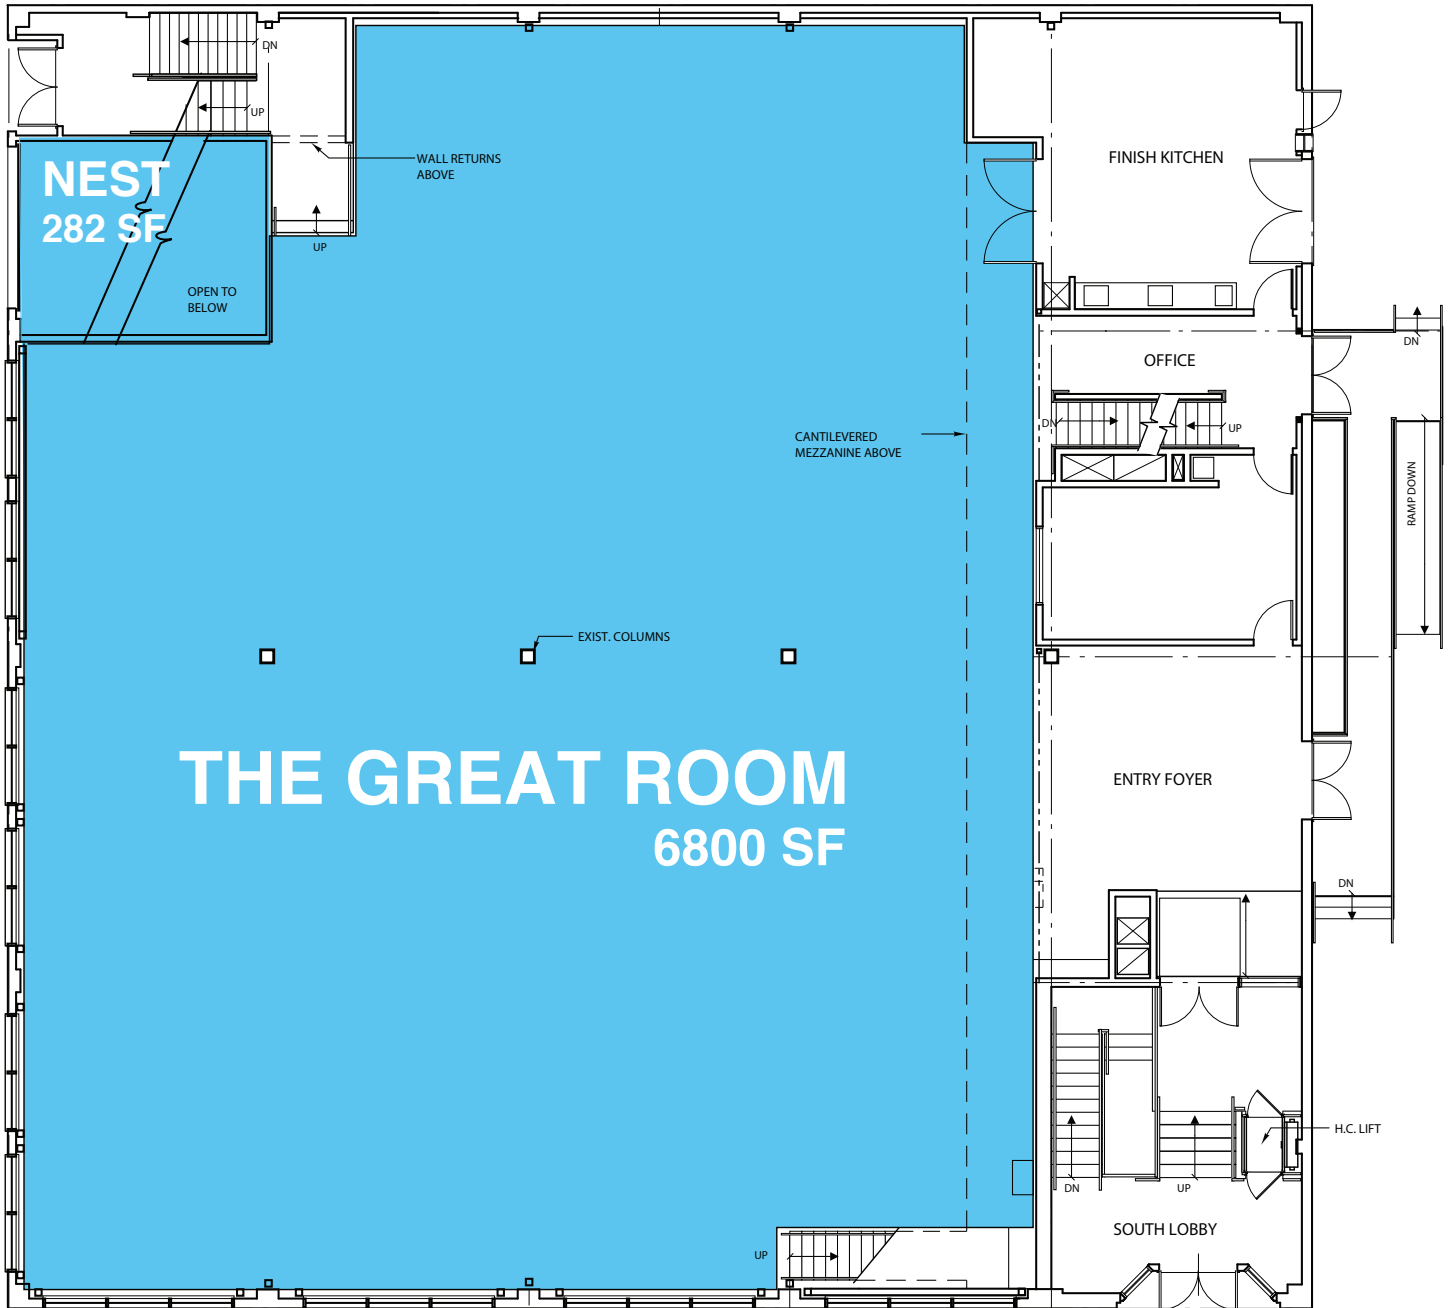 DN
UP
WALL RETURNS
ABOVE
NEST
282 SF
UP
OPEN TO
BELOW
FINISH KITCHEN
DN
OFFICE
DN
UP
CANTILEVERED
MEZZANINE ABOVE
RAMP DOWN
EXIST. COLUMNS
THE GREAT ROOM
6800 SF
ENTRY FOYER
DN
H.C. LIFT
DN
UP
SOUTH LOBBY
UP